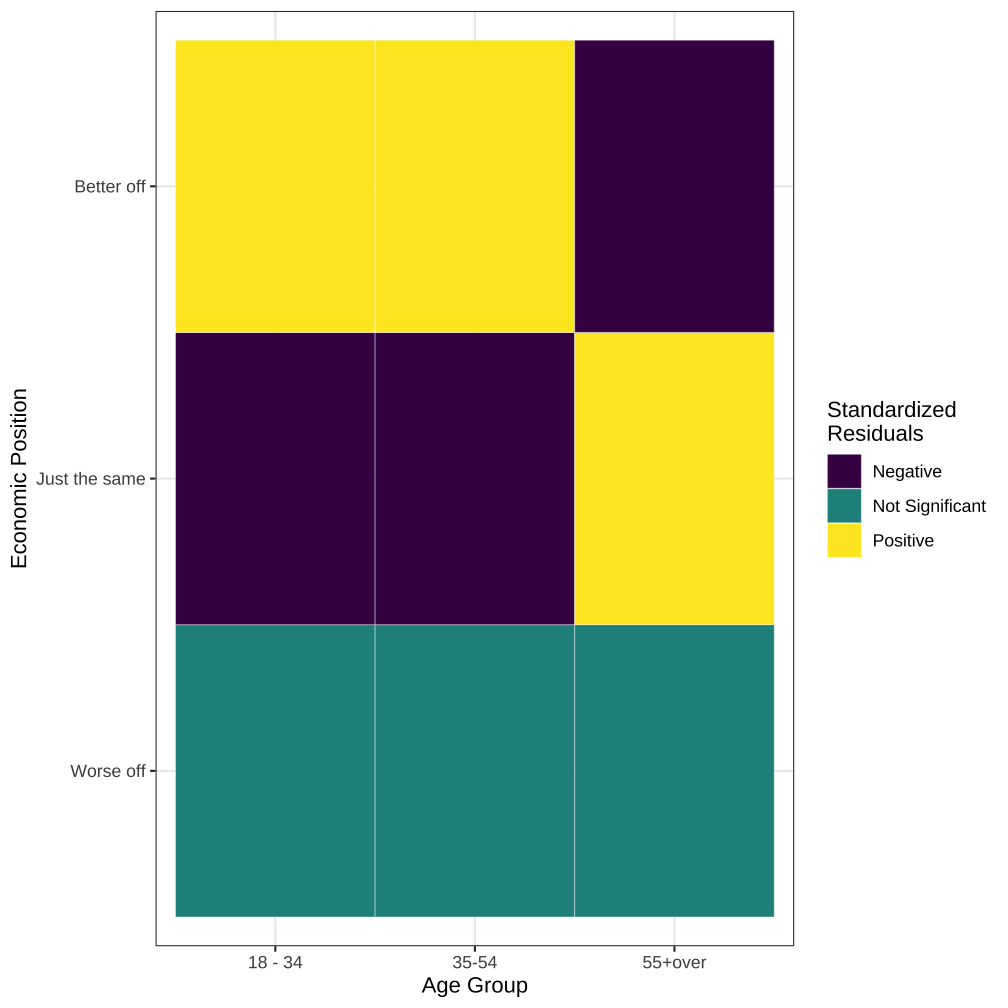 Better off
Just the same
Worse off
Economic Position
18 - 34
35-54
55+over
Age Group
Standardized
Residuals
Negative
Not Significant
Positive